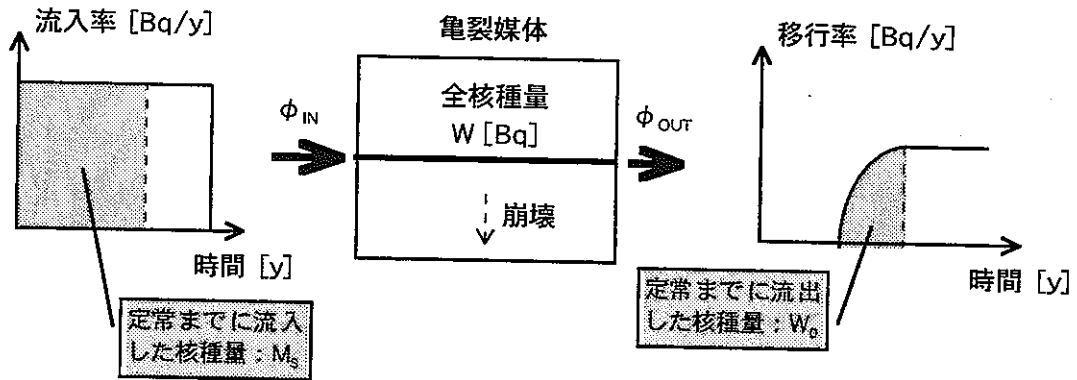 流入率 [Bq/y]
時間 [y]
定常までに流入
した核種量：Ms
φIN
亀裂媒体
全核種量
W [Bq]
崩壊
φOUT
移行率 [Bq/y]
時間 [y]
定常までに流出
した核種量：Wo